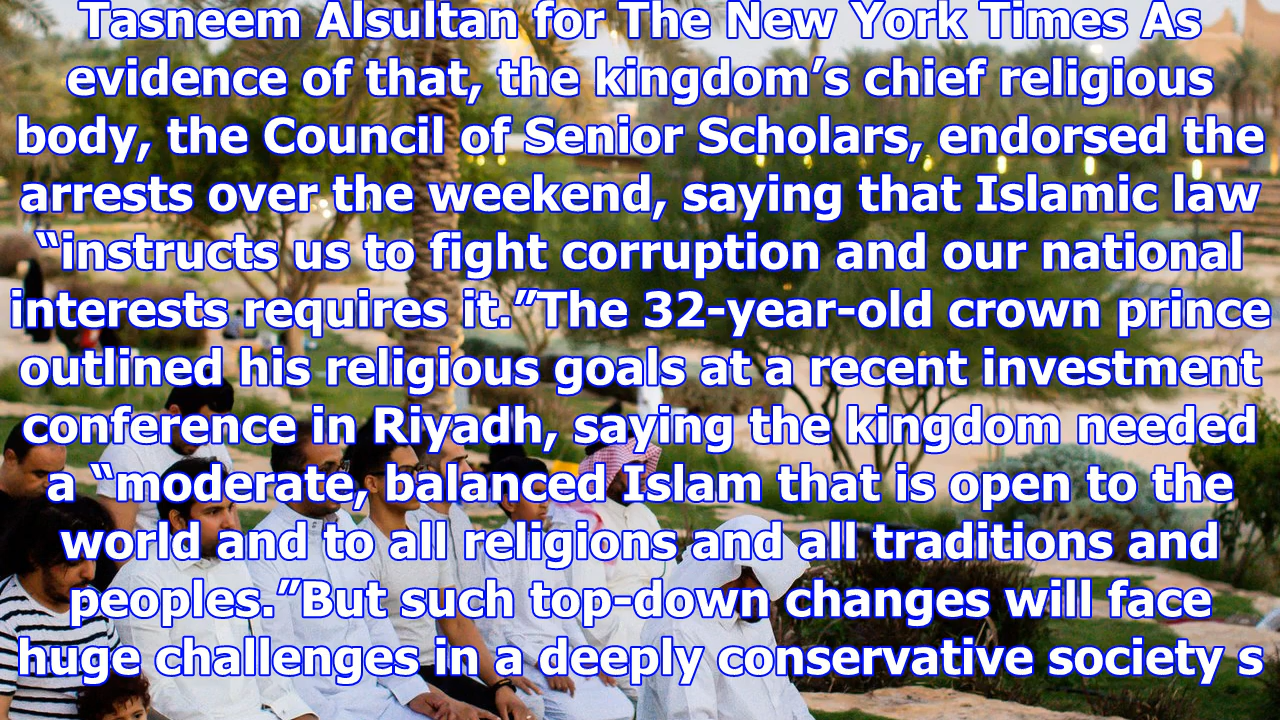 Tasneem Alsultan for The New York Times As
evidence of that, the kingdom’s chief religious
body, the Council of Senior Scholars, endorsed the
arrests over the weekend, saying that Islamic law
“instructs us to fight corruption and our national
interests requires it.”The 32-year-old crown prince
outlined his religious goals at a recent investment
conference in Riyadh, saying the kingdom needed
a “moderate, balanced Islam that is open to the
world and to all religions and all traditions and
peoples.”But such top-down changes will face
huge challenges in a deeply conservative society s